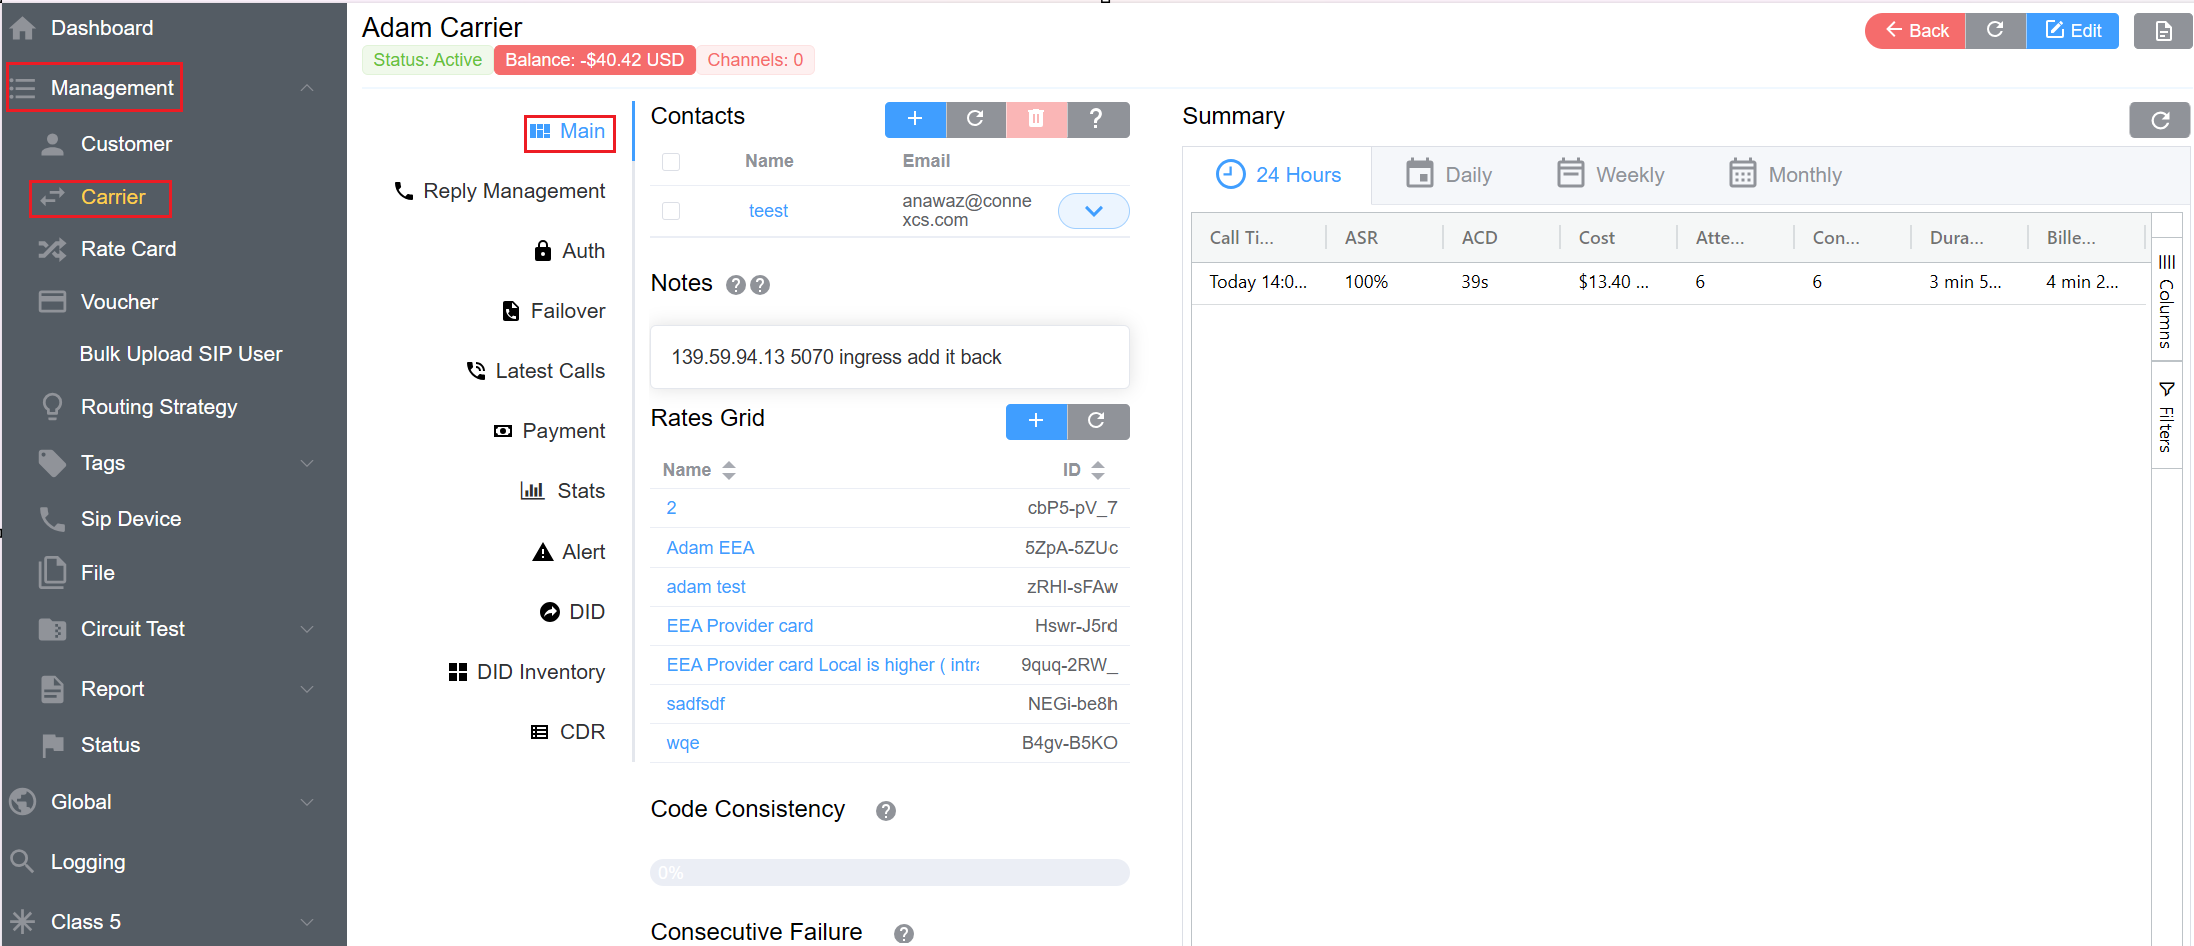 Dashboard
Management
Customer
Carrier
Rate Card
Voucher
Bulk Upload SIP User
Routing Strategy
Tags
Sip Device
File
Circuit Test
Report
Status
Global
Logging
Class 5
Adam Carrier
Status: Active
Balance: -$40.42 USD
Channels: 0
Back
Edit
Main
Reply Management
Auth
Failover
Latest Calls
Payment
Stats
Alert
DID
DID Inventory
CDR
Contacts
?
Name Email
teest anawaz@conne
xcs.com
Notes ? ?
139.59.94.13 5070 ingress add it back
Rates Grid
Name ID
2 cbP5-pV_7
Adam EEA 5ZpA-5ZUc
adam test zRHI-sFAw
EEA Provider card Hswr-J5rd
EEA Provider card Local is higher ( intra 9quq-2RW_
sadfsdf NEGi-be8h
wqe B4gv-B5KO
Code Consistency ?
0%
Consecutive Failure ?
Summary
24 Hours Daily Weekly Monthly
Call Ti... ASR ACD Cost Atte... Con... Dura... Bille...
Today 14:0... 100% 39s $13.40 ... 6 6 3 min 5... 4 min 2...
Columns
Filters